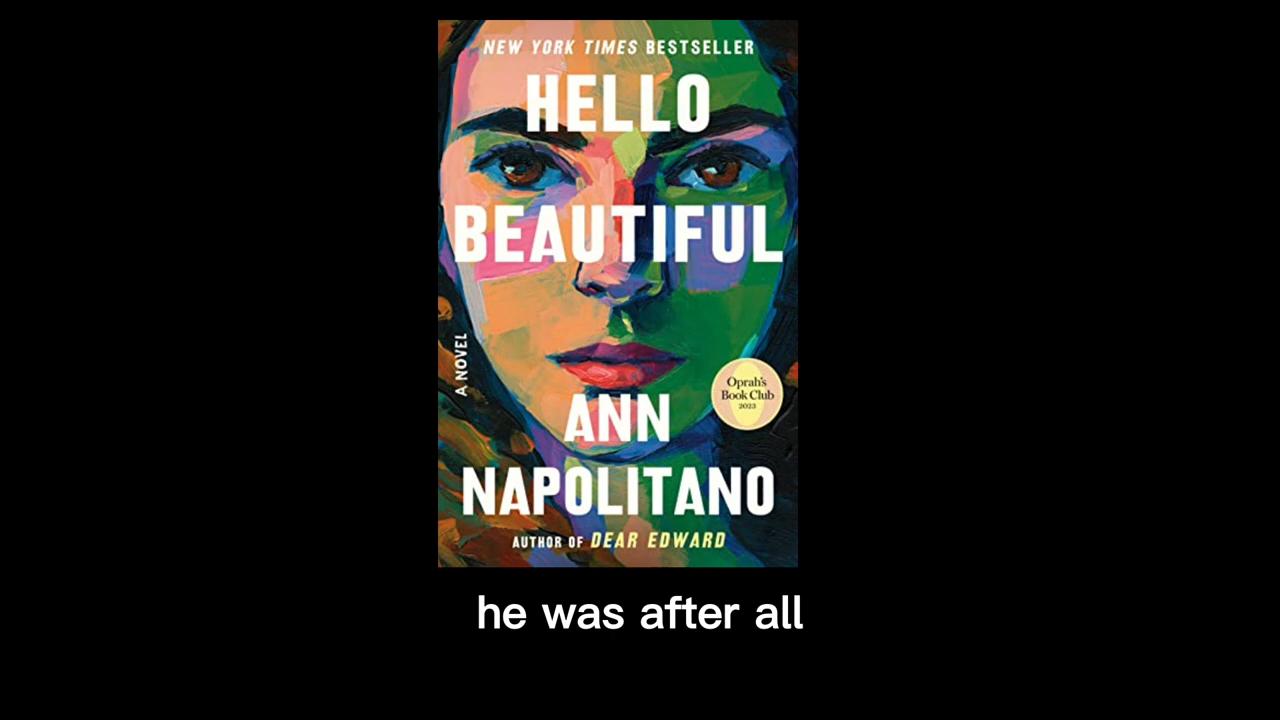 NEW YORK TIMES BESTSELLER
HELLO
BEAUTIFUL
A NOVEL
Oprah's
Book Club
2023
ANN
NAPOLITANO
AUTHOR OF DEAR EDWARD
he was after all